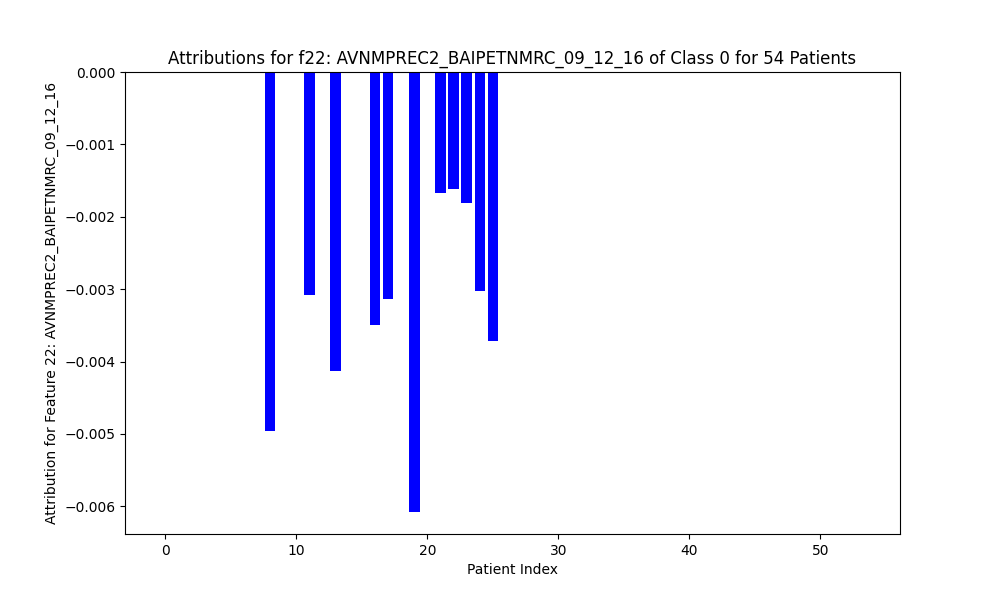 Attributions for f22: AVNMPREC2_BAIPETNMRC_09_12_16 of Class 0 for 54 Patients
Attribution for Feature 22: AVNMPREC2_BAIPETNMRC_09_12_16
0.000
−0.001
−0.002
−0.003
−0.004
−0.005
−0.006
0 10 20 30 40 50
Patient Index